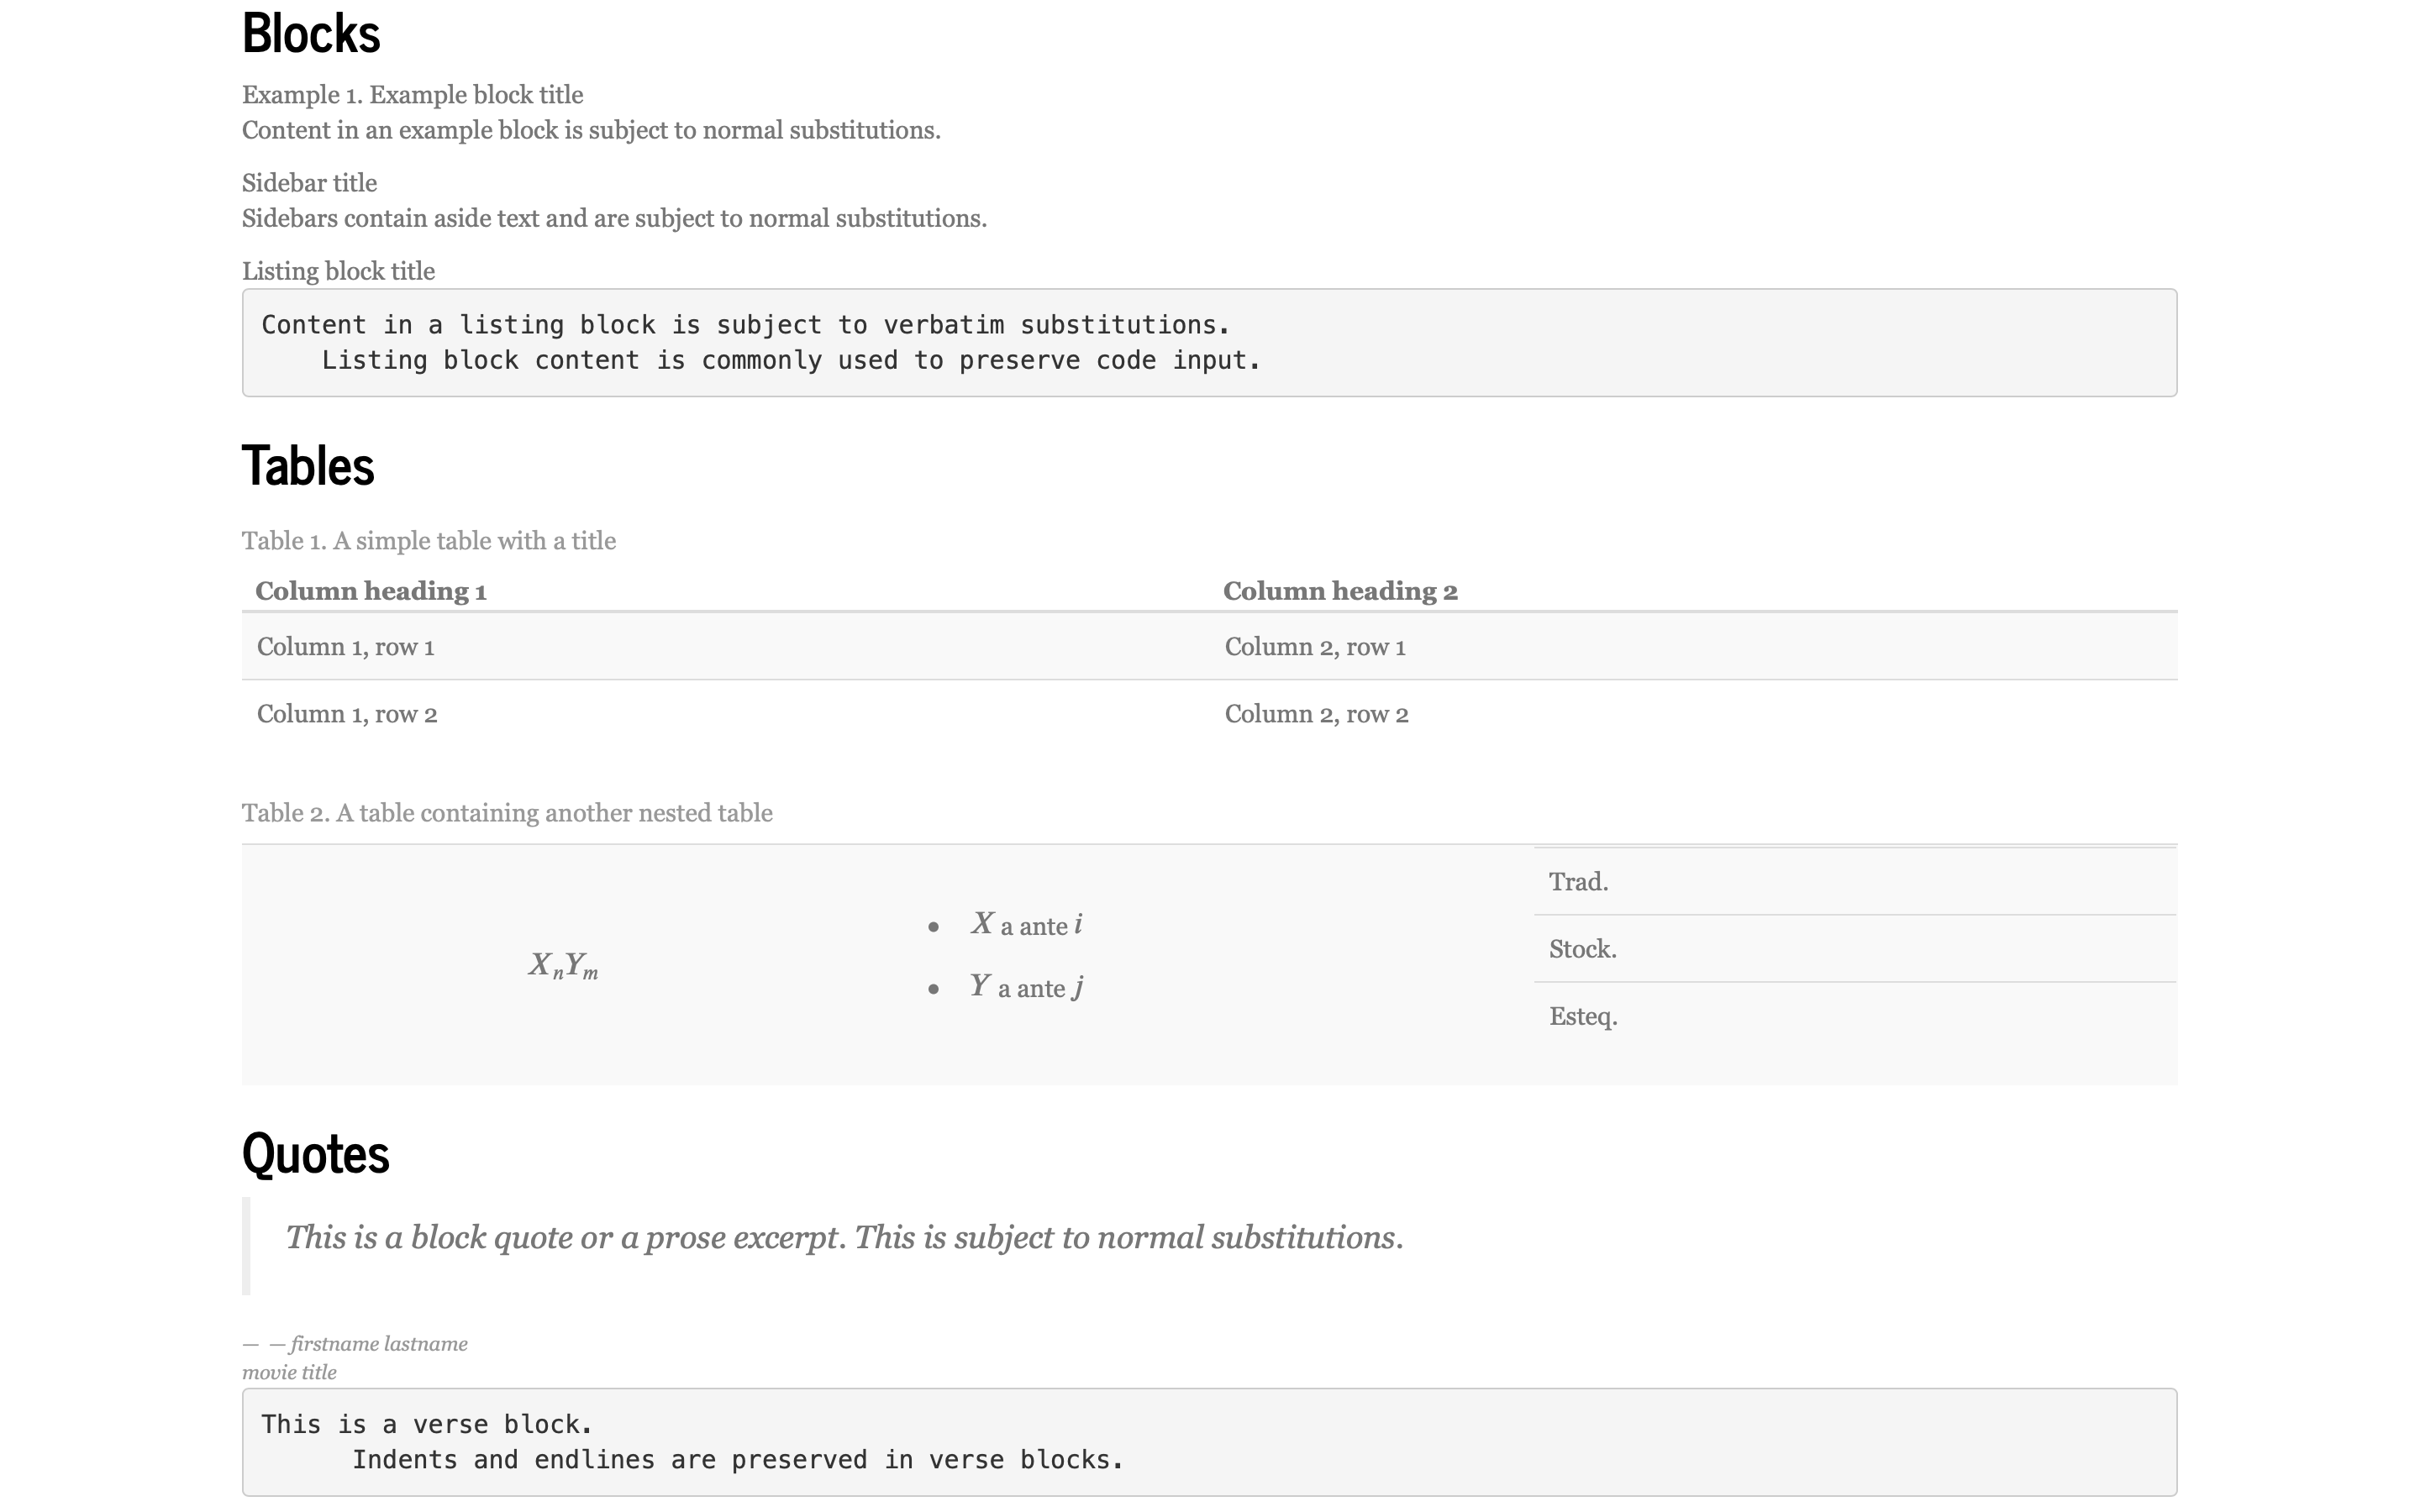 Blocks
Example 1. Example block title
Content in an example block is subject to normal substitutions.
Sidebar title
Sidebars contain aside text and are subject to normal substitutions.
Listing block title
Content in a listing block is subject to verbatim substitutions.
    Listing block content is commonly used to preserve code input.
Tables
Table 1. A simple table with a title
Column heading 1 Column heading 2
Column 1, row 1 Column 2, row 1
Column 1, row 2 Column 2, row 2
Table 2. A table containing another nested table
XₙYₘ
• X a ante i
• Y a ante j
Trad.
Stock.
Esteq.
Quotes
This is a block quote or a prose excerpt. This is subject to normal substitutions.
— — firstname lastname
movie title
This is a verse block.
      Indents and endlines are preserved in verse blocks.